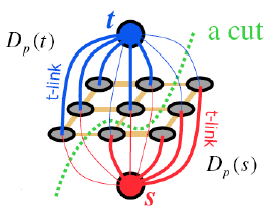 t
a cut
D_p(t)
t-link
t-link
D_p(s)
s